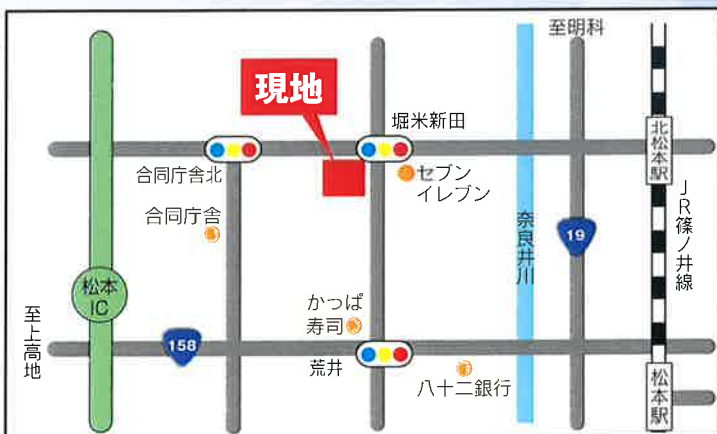 至明科
現地
堀米新田
合同庁舎北
セブン
イレブン
北松本駅
JR篠ノ井線
合同庁舎
奈良井川
19
松本
IC
至上高地
かっぱ
寿司
158
荒井
八十二銀行
松本駅